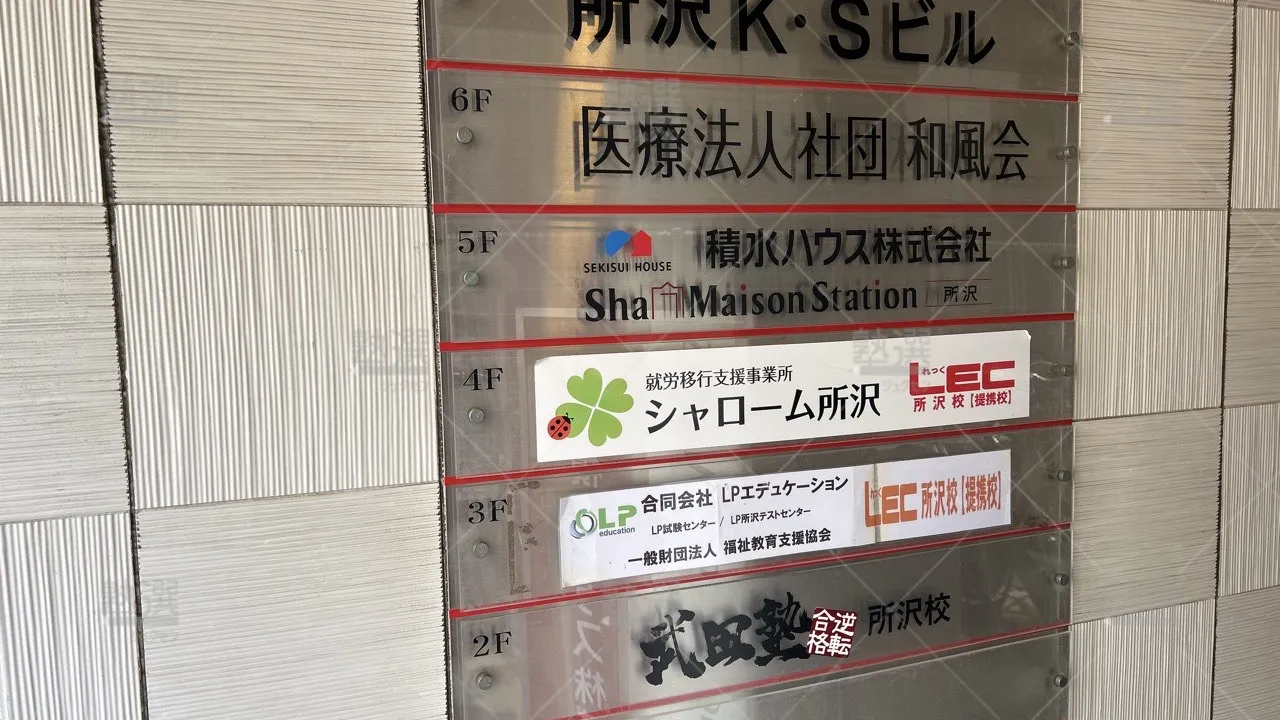 所沢K・Sビル
6F
医療法人社団 和風会
5F
SEKISUI HOUSE
積水ハウス株式会社
Sha Maison Station 所沢
4F
就労移行支援事業所
シャローム所沢
れっく
LEC
所沢校【提携校】
3F
LP
education
合同会社 LPエデュケーション
LP試験センター / LP所沢テストセンター
一般財団法人 福祉教育支援協会
れっく
LEC 所沢校【提携校】
2F
武田塾 逆転合格 所沢校
塾選